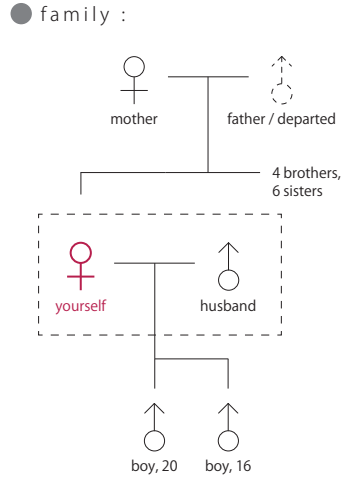 family :
mother
father / departed
4 brothers,
6 sisters
yourself
husband
boy, 20
boy, 16